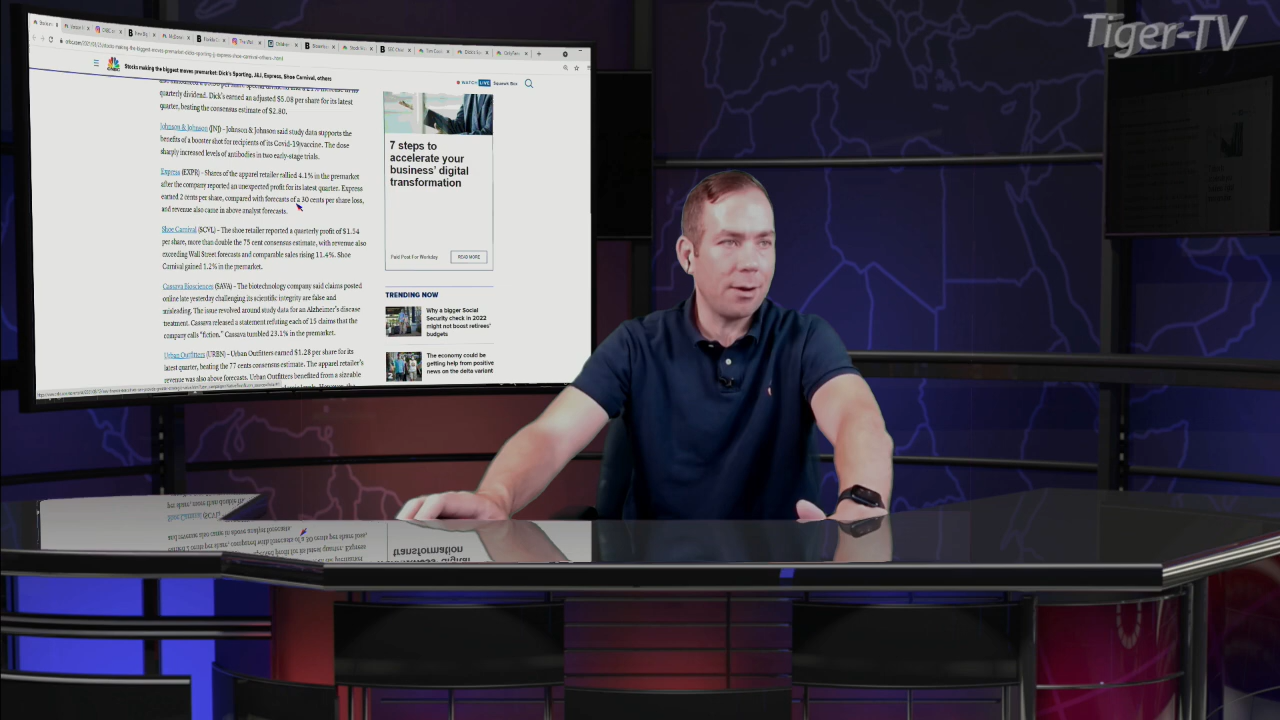 Tiger-TV
Stocks making the biggest moves premarket: Dick's Sporting, J&J, Express, Shoe Carnival, others
WATCH LIVE
quarterly dividend. Dick's earned an adjusted $5.08 per share for its latest
quarter, beating the consensus estimate of $2.80.
Johnson & Johnson (JNJ) – Johnson & Johnson said study data supports the
benefits of a booster shot for recipients of its Covid-19 vaccine. The dose
sharply increased levels of antibodies in two early-stage trials.
Express (EXPR) – Shares of the apparel retailer rallied 4.1% in the premarket
after the company reported an unexpected profit for its latest quarter. Express
earned 2 cents per share, compared with forecasts of a 30 cents per share loss,
and revenue also came in above analyst forecasts.
Shoe Carnival (SCVL) – The shoe retailer reported a quarterly profit of $1.54
per share, more than double the 75 cent consensus estimate, with revenue also
exceeding Wall Street forecasts and comparable sales rising 11.4%. Shoe
Carnival gained 1.2% in the premarket.
Cassava Biosciences (SAVA) – The biotechnology company said claims posted
online late yesterday challenging its scientific integrity are false and
misleading. The issue revolved around study data for an Alzheimer's disease
treatment. Cassava released a statement refuting each of 15 claims that the
company calls "fiction." Cassava tumbled 23.1% in the premarket.
Urban Outfitters (URBN) – Urban Outfitters earned $1.28 per share for its
latest quarter, beating the 77 cents consensus estimate. The apparel retailer's
revenue was also above forecasts. Urban Outfitters benefited from a sizeable
7 steps to
accelerate your
business' digital
transformation
Paid Post For Workday
READ MORE
TRENDING NOW
Why a bigger Social
Security check in 2022
might not boost retirees'
budgets
2
The economy could be
getting help from positive
news on the delta variant